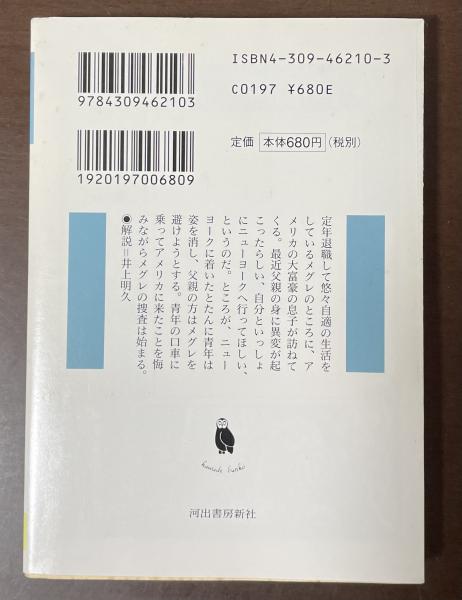 ISBN4-309-46210-3
9784309462103
C0197 ¥680E
定価 本体680円(税別)
1920197006809
定年退職して悠々自適の生活を
しているメグレのところに、ア
メリカの大富豪の息子が訪ねて
くる。最近父親の身に異変が起
こったらしい、自分といっしょ
にニューヨークへ行ってほしい、
というのだ。ところが、ニュー
ヨークに着いたとたんに青年は
姿を消し、父親の方はメグレを
避けようとする。青年の口車に
乗ってアメリカに来たことを悔
みながらメグレの捜査は始まる。
●解説=井上明久
kawade bunko
河出書房新社